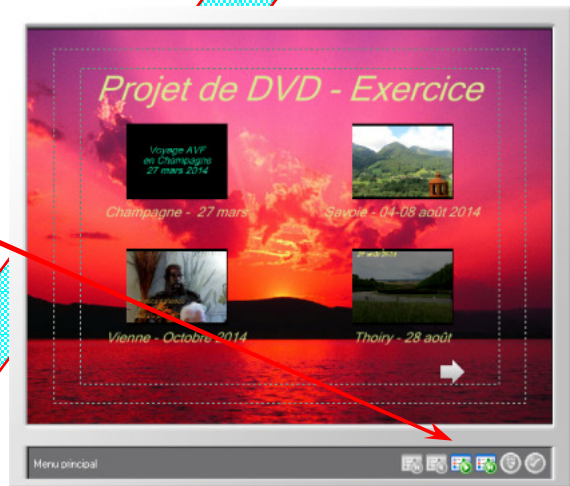 Projet de DVD - Exercice
Voyage AVF
en Champagne
27 mars 2014
Champagne - 27 mars
Savoie - 04-08 août 2014
Vienne - Octobre 2014
Thoiry - 28 août
Menu principal